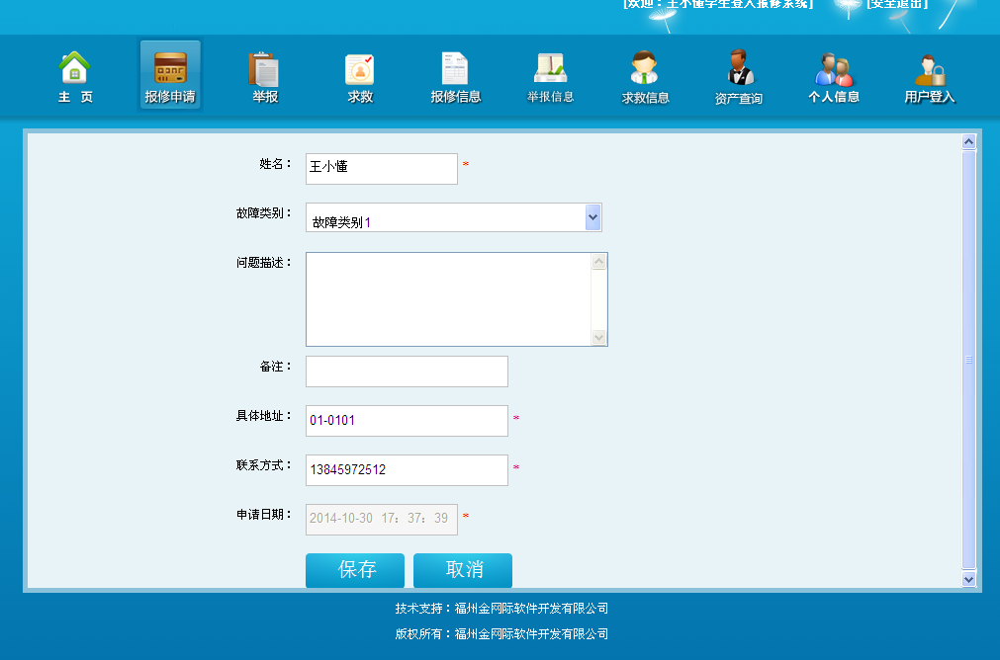 [欢迎：王小懂学生登入报修系统] [安全退出]
主 页 报修申请 举报 求救 报修信息 举报信息 求救信息 资产查询 个人信息 用户登入
姓名： 王小懂 *
故障类别： 故障类别1
问题描述：
备注：
具体地址： 01-0101 *
联系方式： 13845972512 *
申请日期： 2014-10-30 17：37：39 *
保存 取消
技术支持：福州金网际软件开发有限公司
版权所有：福州金网际软件开发有限公司